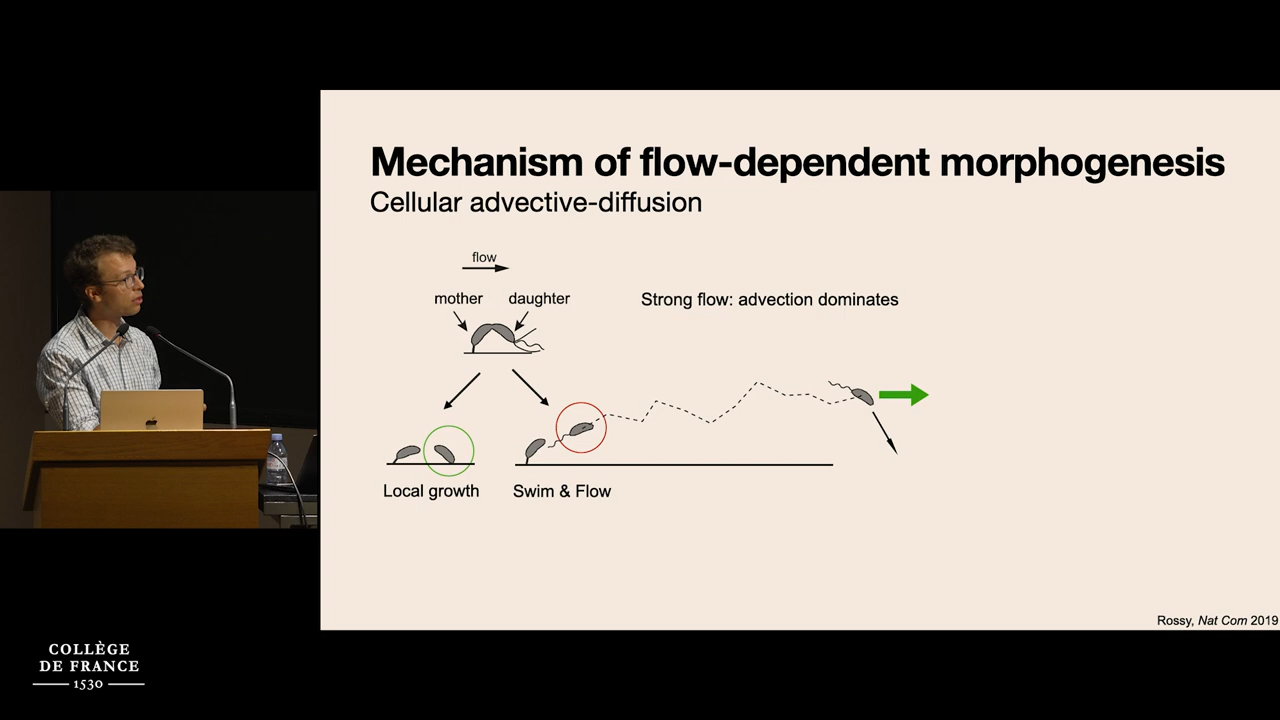 Mechanism of flow-dependent morphogenesis
Cellular advective-diffusion
flow
mother daughter
Strong flow: advection dominates
Local growth
Swim & Flow
Rossy, Nat Com 2019
COLLÈGE
DE FRANCE
1530